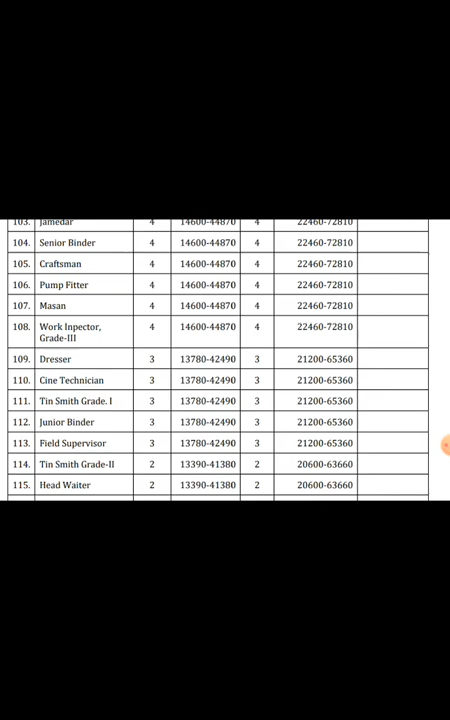 103. Jamedar 4 14600-44870 4 22460-72810
104. Senior Binder 4 14600-44870 4 22460-72810
105. Craftsman 4 14600-44870 4 22460-72810
106. Pump Fitter 4 14600-44870 4 22460-72810
107. Masan 4 14600-44870 4 22460-72810
108. Work Inpector, 4 14600-44870 4 22460-72810
Grade-III
109. Dresser 3 13780-42490 3 21200-65360
110. Cine Technician 3 13780-42490 3 21200-65360
111. Tin Smith Grade. I 3 13780-42490 3 21200-65360
112. Junior Binder 3 13780-42490 3 21200-65360
113. Field Supervisor 3 13780-42490 3 21200-65360
114. Tin Smith Grade-II 2 13390-41380 2 20600-63660
115. Head Waiter 2 13390-41380 2 20600-63660